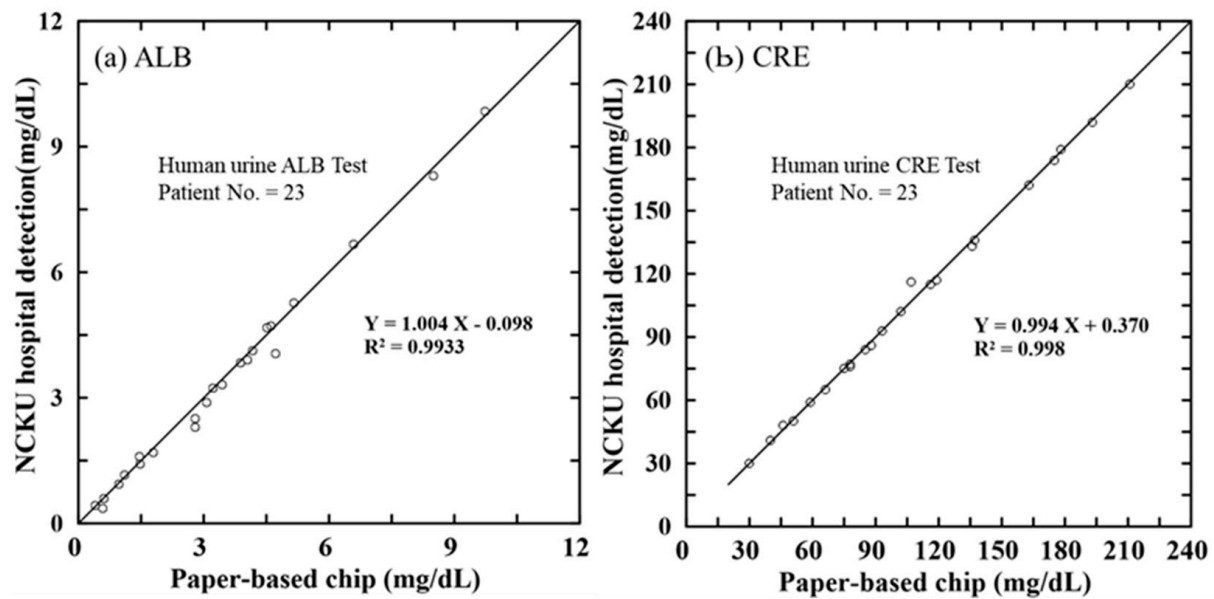 (a) ALB
Human urine ALB Test
Patient No. = 23
Y = 1.004 X - 0.098
R² = 0.9933
NCKU hospital detection(mg/dL)
12
9
6
3
0
0 3 6 9 12
Paper-based chip (mg/dL)
(b) CRE
Human urine CRE Test
Patient No. = 23
Y = 0.994 X + 0.370
R² = 0.998
NCKU hospital detection(mg/dL)
240
210
180
150
120
90
60
30
0
0 30 60 90 120 150 180 210 240
Paper-based chip (mg/dL)